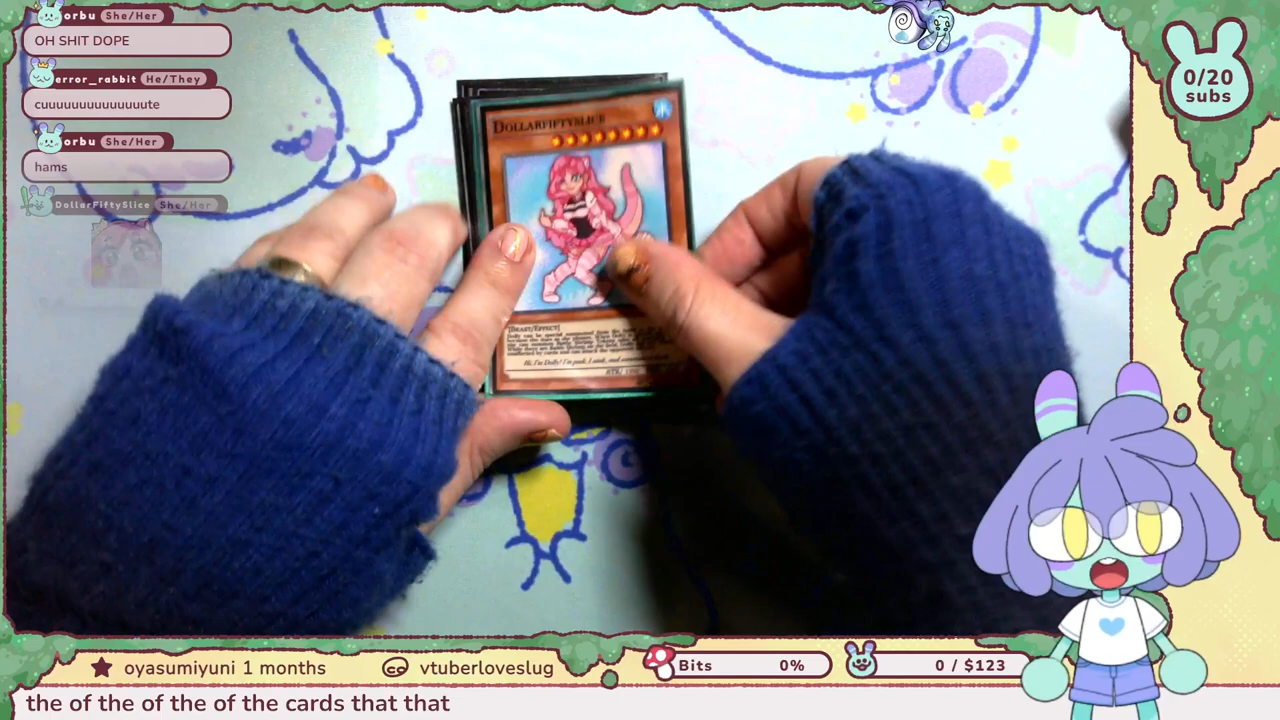 orbu She/Her
OH SHIT DOPE
error_rabbit He/They
cuuuuuuuuuuuuuute
orbu She/Her
hams
DollarFiftySlice She/Her
0/20
subs
DOLLARFIFTYSLICE
[BEAST/EFFECT]
oyasumiyuni 1 months
vtuberloveslug
Bits 0%
0 / $123
the of the of the of the cards that that